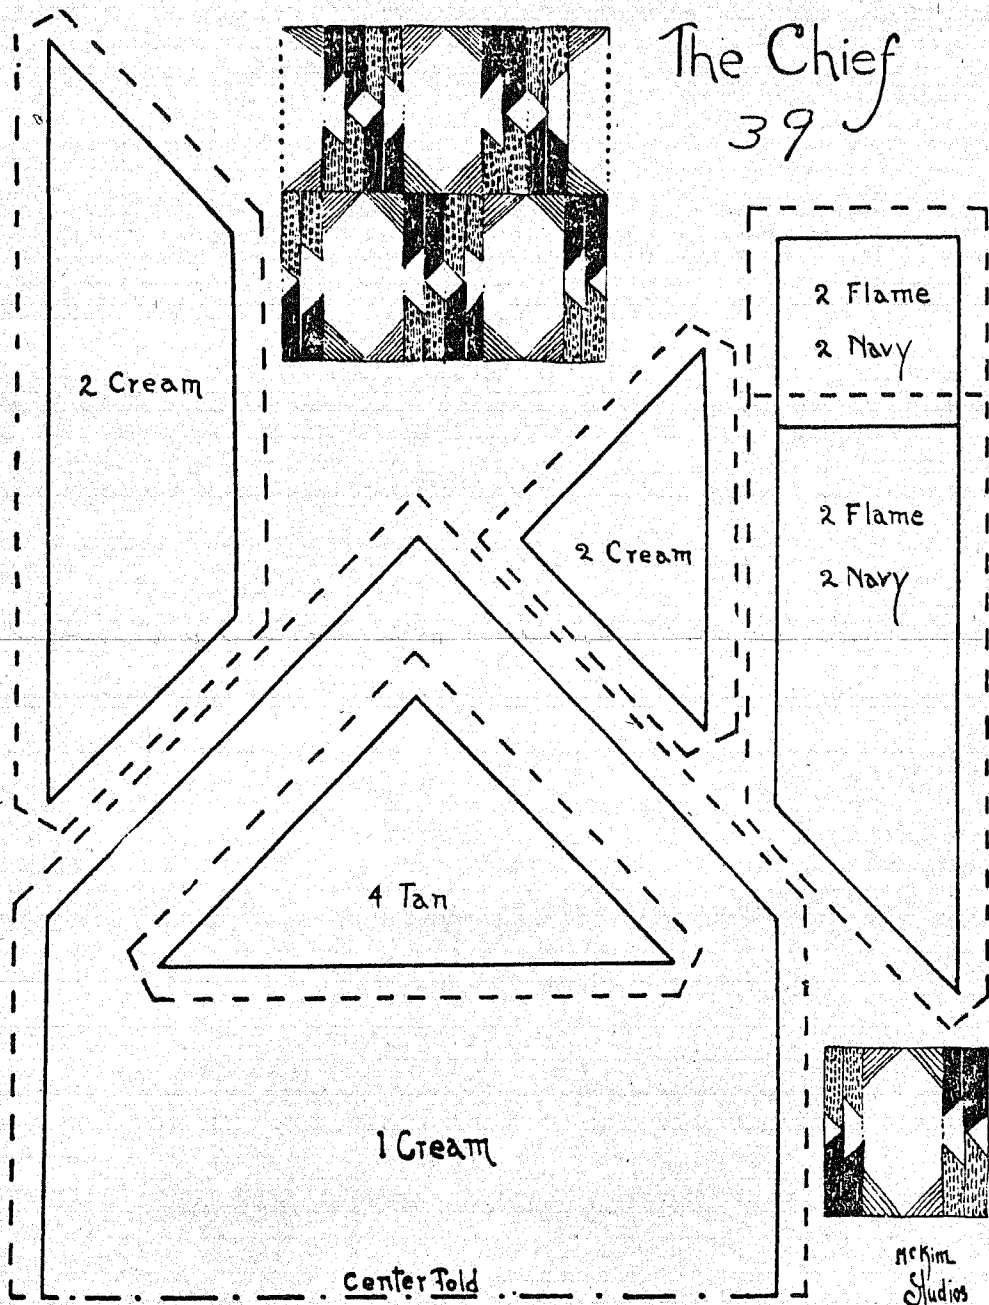 The Chief
39
2 Flame
2 Navy
2 Cream
2 Flame
2 Cream
2 Navy
4 Tan
1 Cream
McKim
Studios
Center Fold